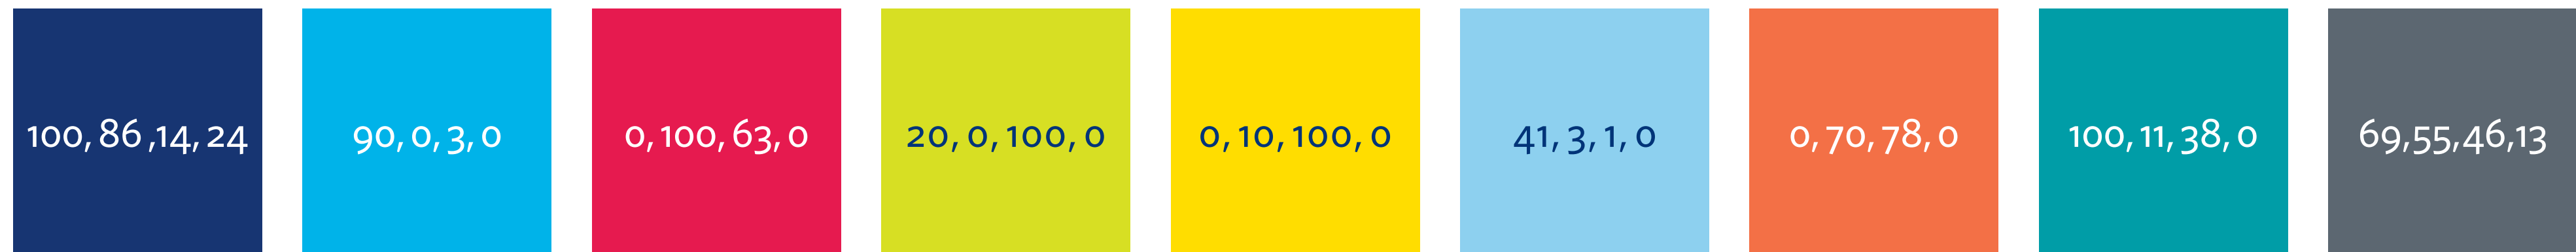 100, 86 ,14, 24
90, 0, 3, 0
0, 100, 63, 0
20, 0, 100, 0
0, 10, 100, 0
41, 3, 1, 0
0, 70, 78, 0
100, 11, 38, 0
69,55,46,13